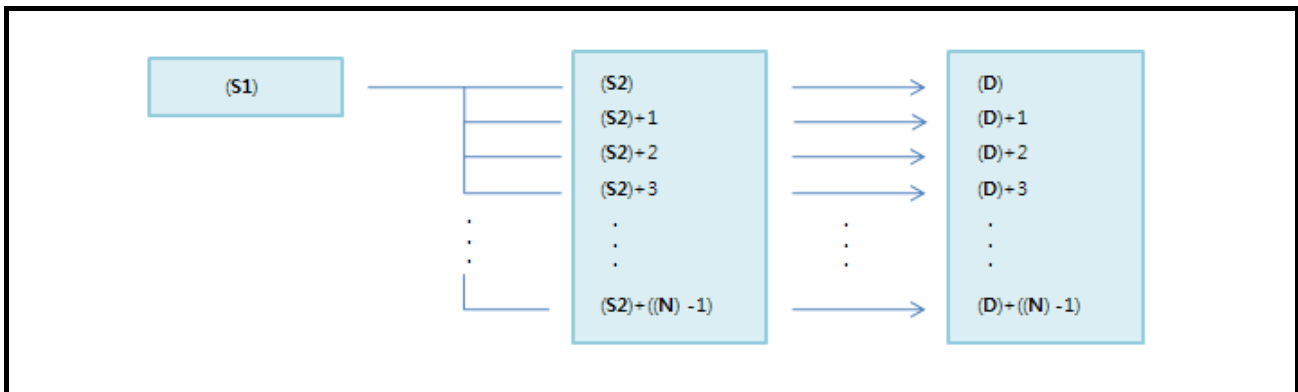 (S1)
(S2)
(S2)+1
(S2)+2
(S2)+3
(S2)+((N) -1)
(D)
(D)+1
(D)+2
(D)+3
(D)+((N) -1)